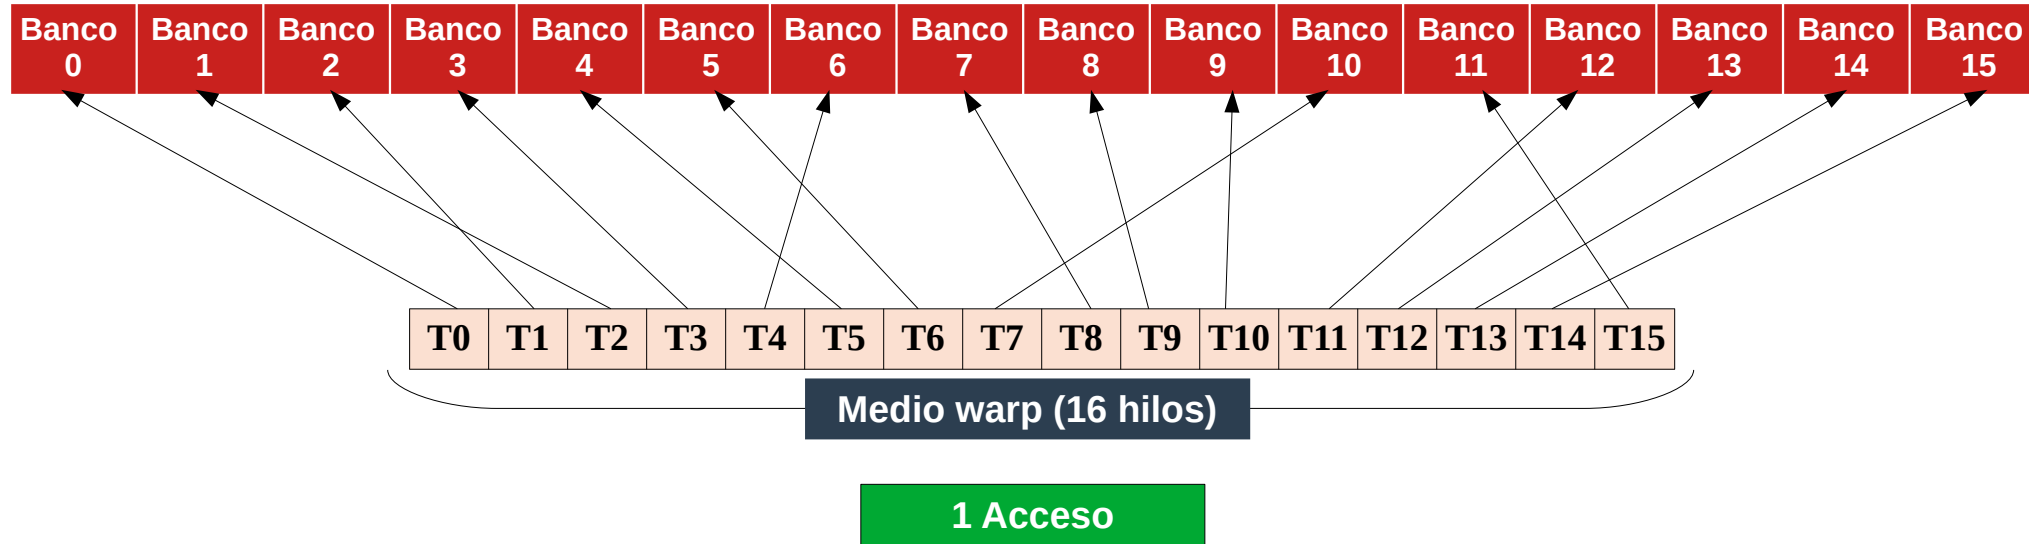 Banco Banco Banco Banco Banco Banco Banco Banco Banco Banco Banco Banco Banco Banco Banco Banco
0 1 2 3 4 5 6 7 8 9 10 11 12 13 14 15
T0 T1 T2 T3 T4 T5 T6 T7 T8 T9 T10 T11 T12 T13 T14 T15
Medio warp (16 hilos)
1 Acceso